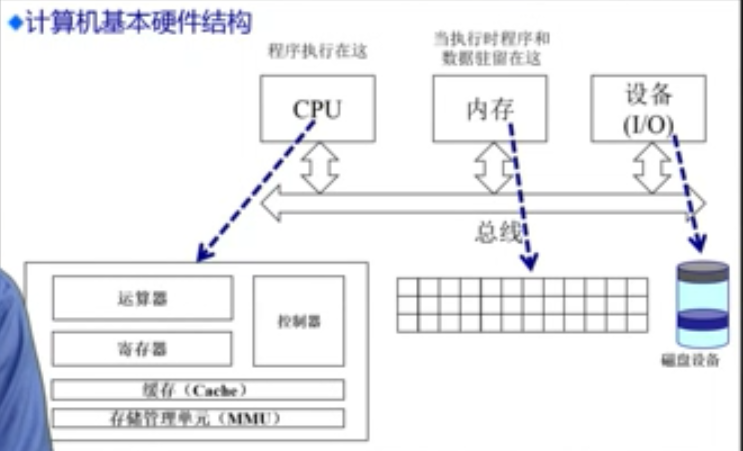 计算机基本硬件结构
程序执行在这
当执行时程序和
数据驻留在这
CPU
内存
设备
(I/O)
总线
运算器
控制器
寄存器
缓存（Cache）
存储管理单元（MMU）
磁盘设备